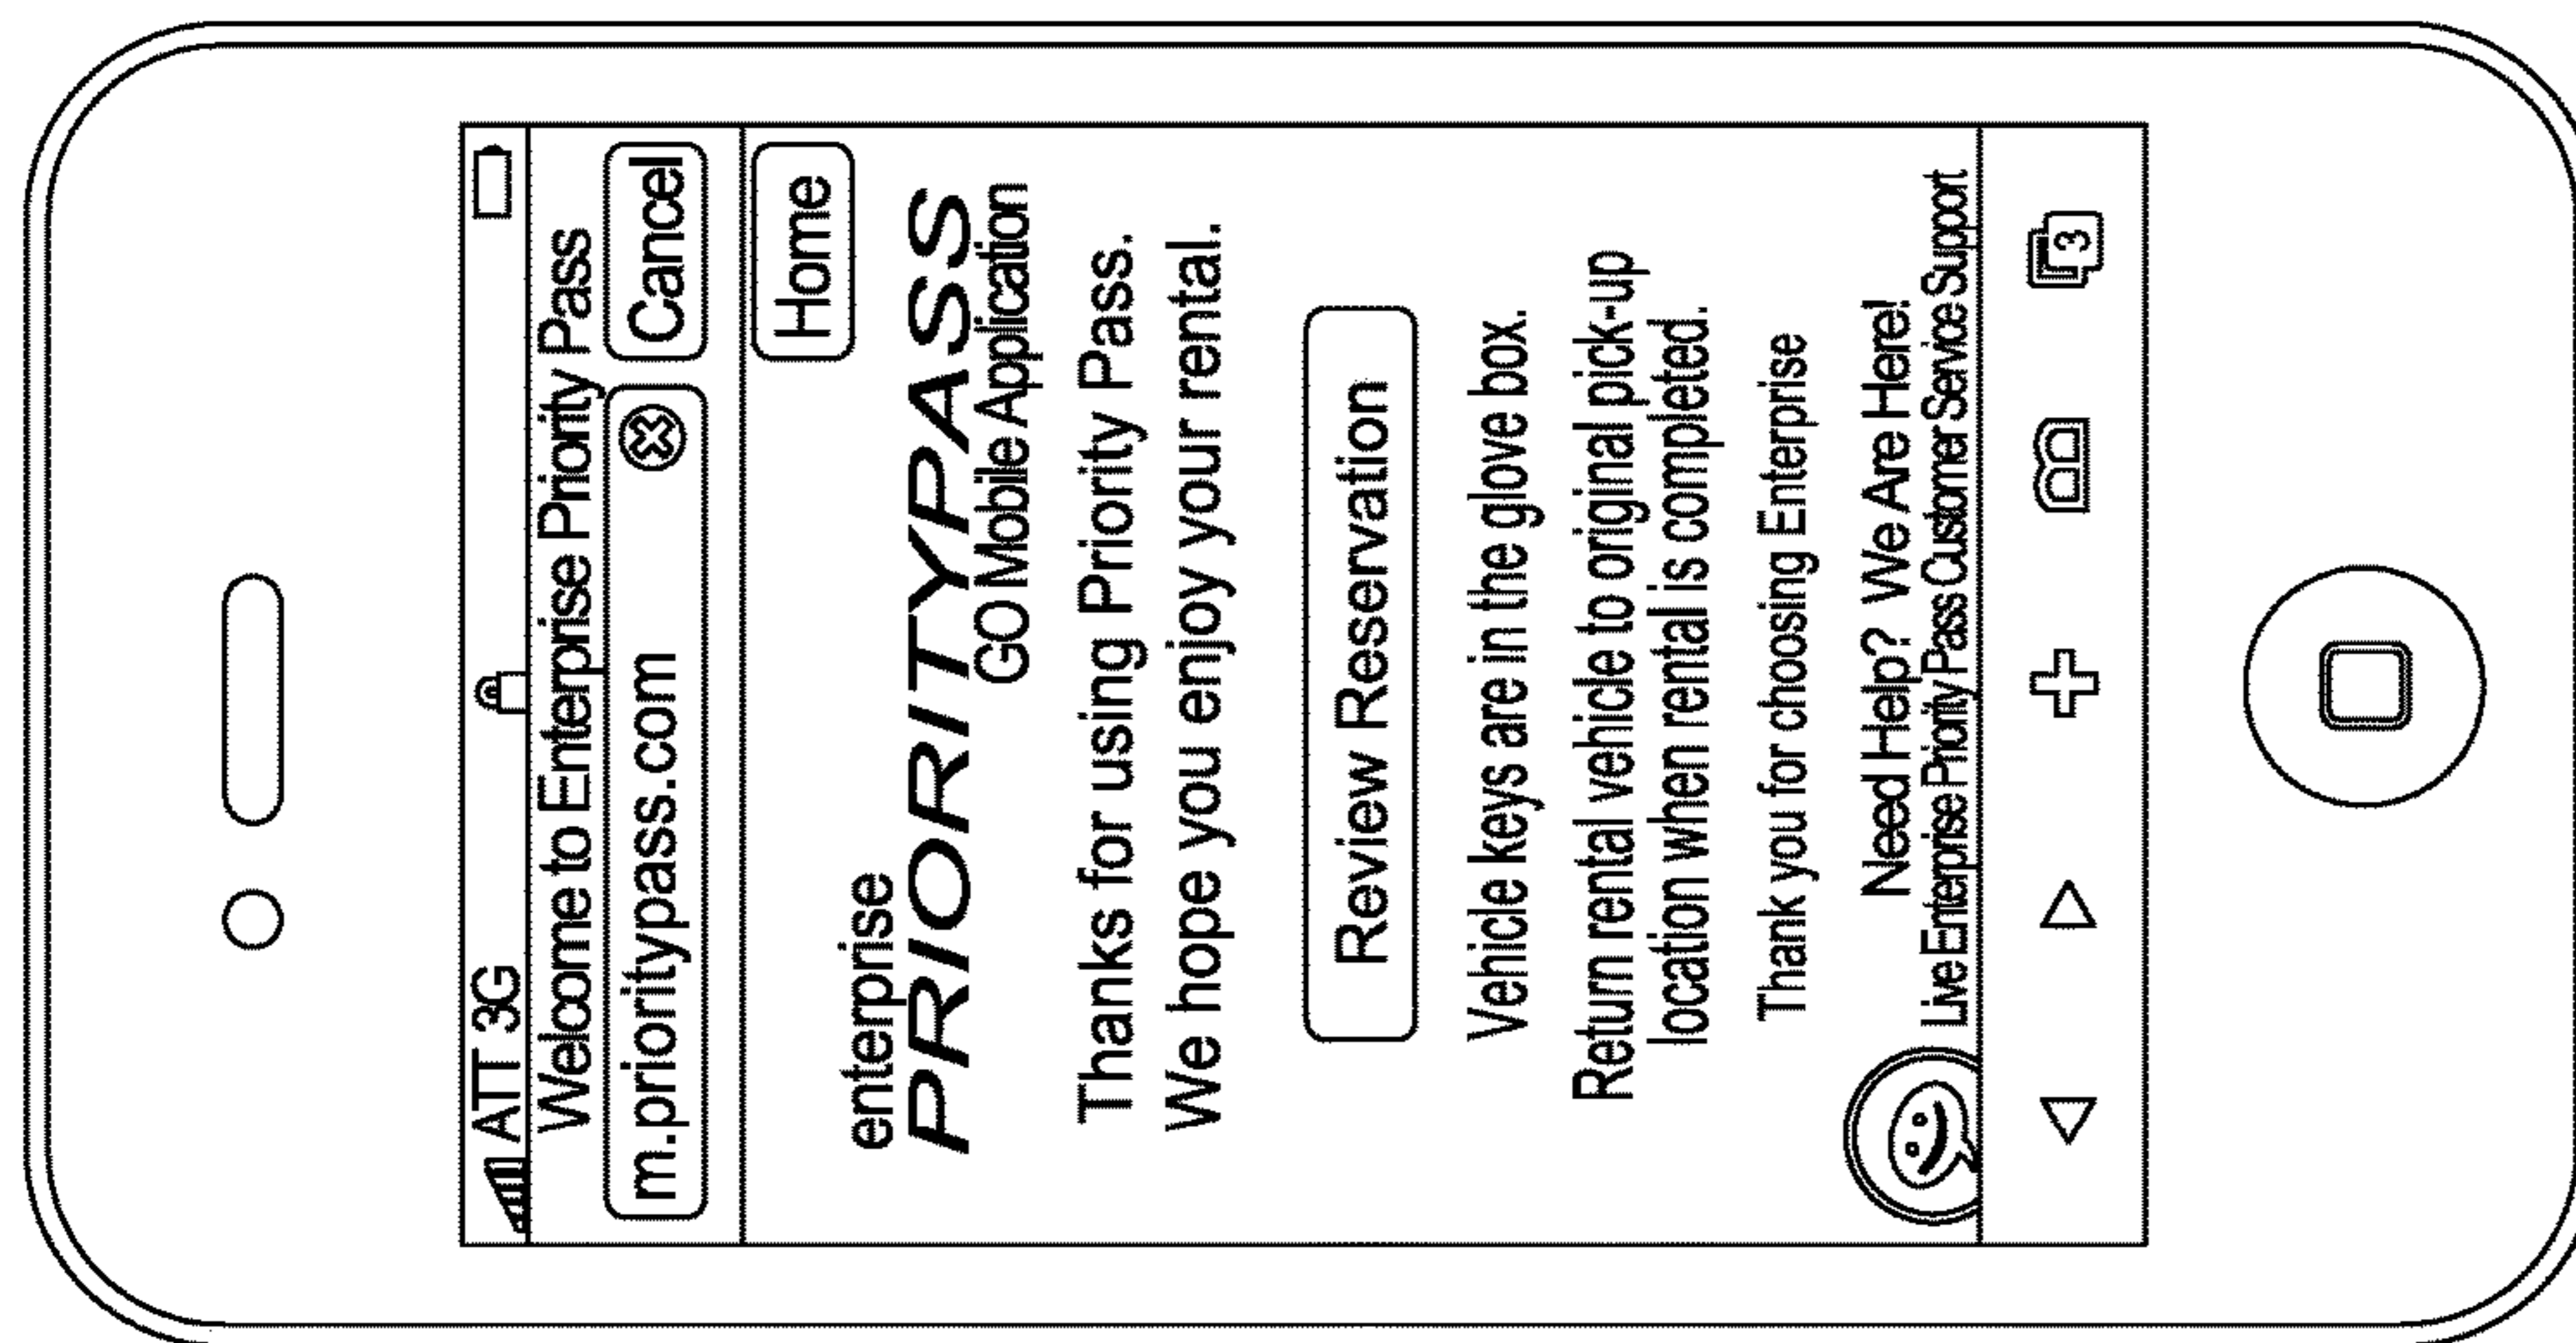 ATT 3G
Welcome to Enterprise Priority Pass
m.prioritypass.com
Cancel
Home
enterprise
PRIORITYPASS
GO Mobile Application
Thanks for using Priority Pass.
We hope you enjoy your rental.
Review Reservation
Vehicle keys are in the glove box.
Return rental vehicle to original pick-up
location when rental is completed.
Thank you for choosing Enterprise
Need Help? We Are Here!
Live Enterprise Priority Pass Customer Service Support
3